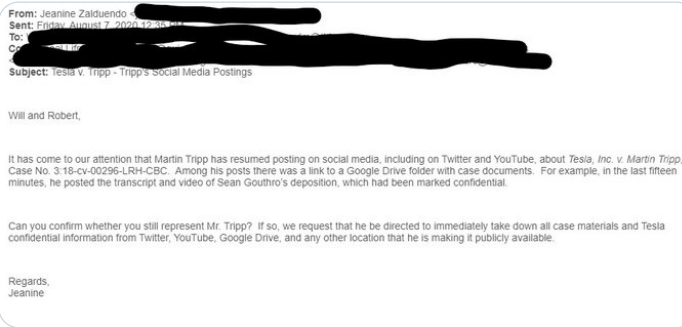 From: Jeanine Zalduendo <
Sent: Friday, August 7, 2020 12:35 PM
To:
Subject: Tesla v. Tripp - Tripp's Social Media Postings
Will and Robert,
It has come to our attention that Martin Tripp has resumed posting on social media, including on Twitter and YouTube, about Tesla, Inc. v. Martin Tripp,
Case No. 3:18-cv-00296-LRH-CBC. Among his posts there was a link to a Google Drive folder with case documents. For example, in the last fifteen
minutes, he posted the transcript and video of Sean Gouthro's deposition, which had been marked confidential.
Can you confirm whether you still represent Mr. Tripp? If so, we request that he be directed to immediately take down all case materials and Tesla
confidential information from Twitter, YouTube, Google Drive, and any other location that he is making it publicly available.
Regards,
Jeanine